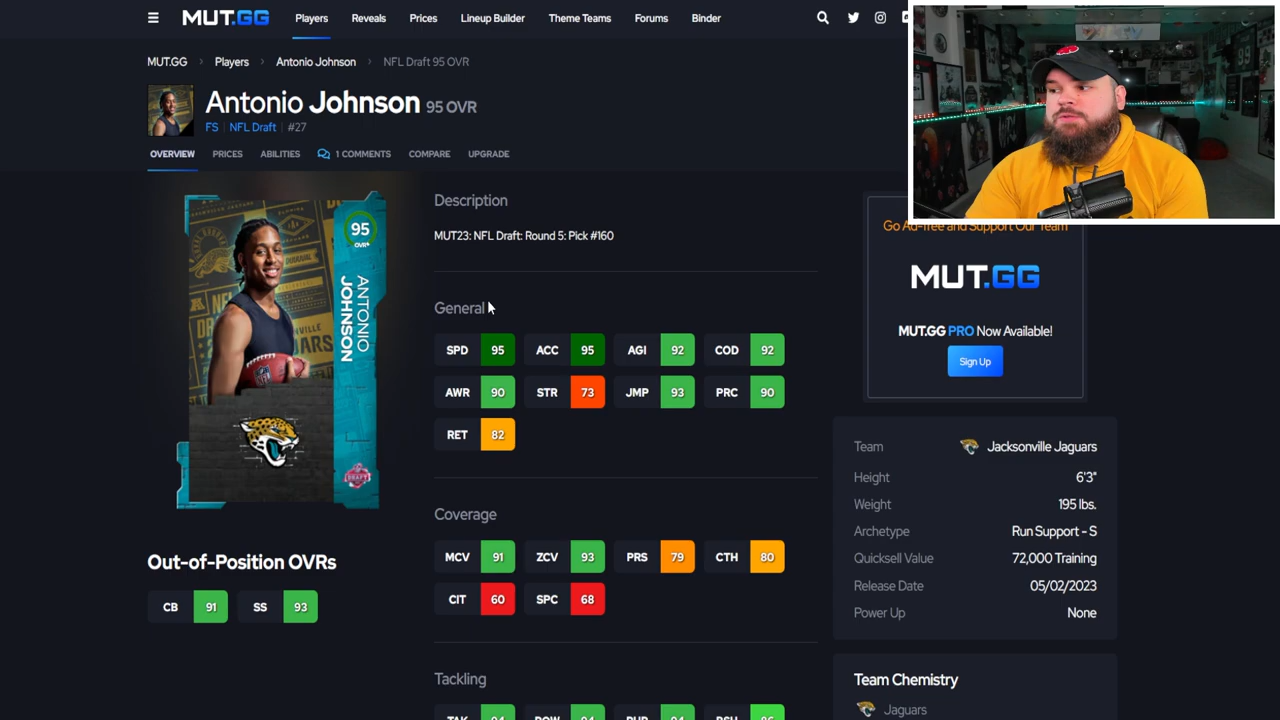 MUT.GG
Players
Reveals
Prices
Lineup Builder
Theme Teams
Forums
Binder
MUT.GG > Players > Antonio Johnson > NFL Draft 95 OVR
Antonio Johnson 95 OVR
FS | NFL Draft | #27
OVERVIEW
PRICES
ABILITIES
1 COMMENTS
COMPARE
UPGRADE
95
OVR
ANTONIO
JOHNSON
Out-of-Position OVRs
CB 91 SS 93
Description
MUT23: NFL Draft: Round 5: Pick #160
General
SPD 95 ACC 95 AGI 92 COD 92
AWR 90 STR 73 JMP 93 PRC 90
RET 82
Coverage
MCV 91 ZCV 93 PRS 79 CTH 80
CIT 60 SPC 68
Tackling
Go Ad-free and Support Our Team
MUT.GG
MUT.GG PRO Now Available!
Sign Up
Team Jacksonville Jaguars
Height 6'3"
Weight 195 lbs.
Archetype Run Support - S
Quicksell Value 72,000 Training
Release Date 05/02/2023
Power Up None
Team Chemistry
Jaguars